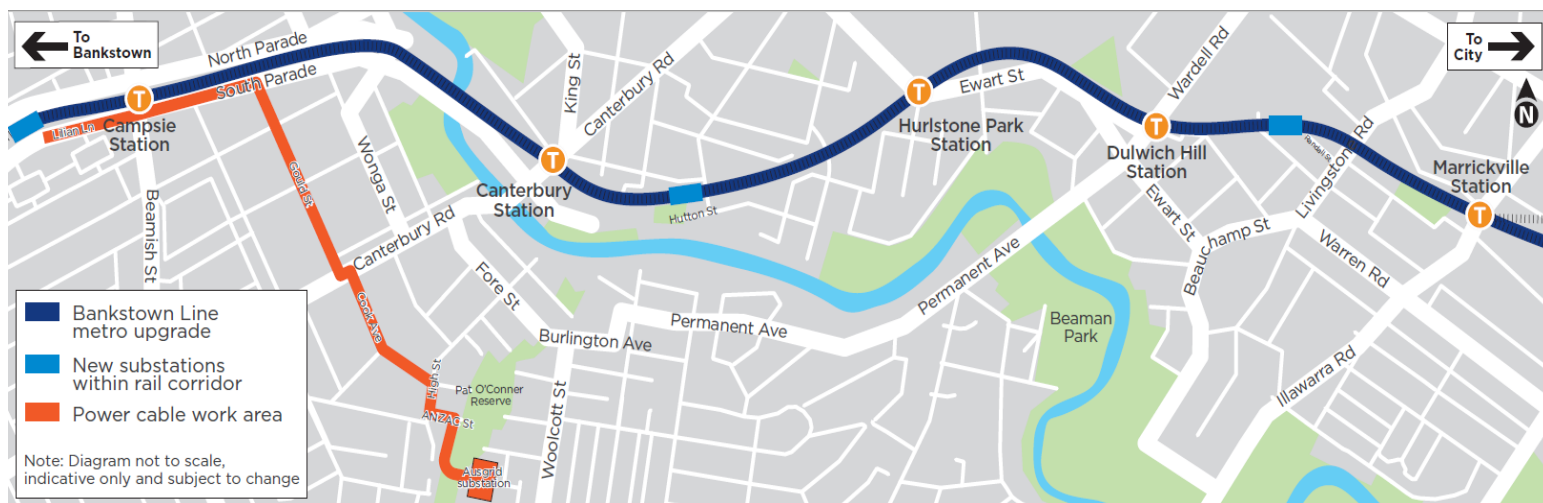 To
Bankstown
North Parade
South Parade
Lilian Ln
Campsie
Station
Beamish St
Gould St
Wonga St
Canterbury Rd
Cook Ave
Fore St
High St
ANZAC St
Pat O'Conner
Reserve
Ausgrid
substation
Woolcott St
Burlington Ave
Permanent Ave
King St
Canterbury Rd
T
T
Canterbury
Station
Hutton St
T
Hurlstone Park
Station
Ewart St
Wardell Rd
T
Dulwich Hill
Station
Ewart St
Permanent Ave
Beaman
Park
Beauchamp St
Randall St
Livingstone Rd
Warren Rd
Illawarra Rd
Marrickville
Station
T
To
City
N
Bankstown Line
metro upgrade
New substations
within rail corridor
Power cable work area
Note: Diagram not to scale,
indicative only and subject to change